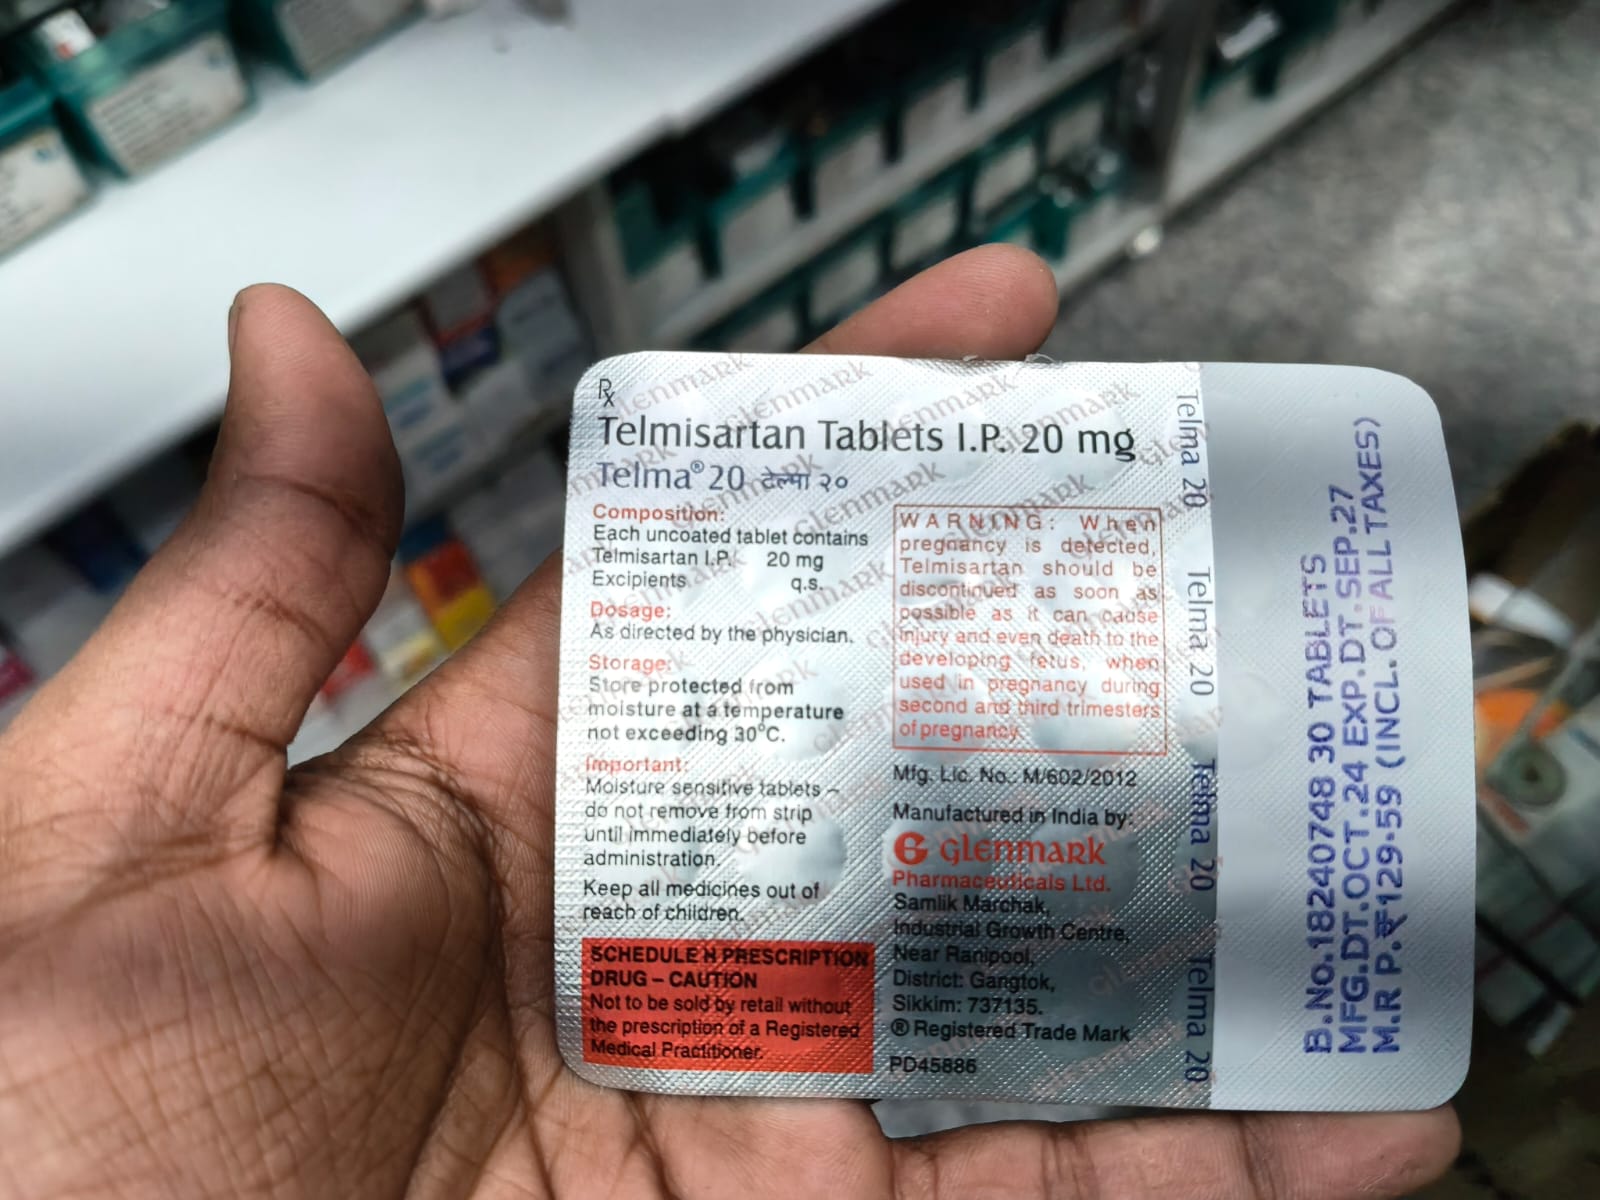 Rx
Telmisartan Tablets I.P. 20 mg
Telma® 20 टेल्मा २०
Composition:
Each uncoated tablet contains
Telmisartan I.P. 20 mg
Excipients q.s.
Dosage:
As directed by the physician.
Storage:
Store protected from
moisture at a temperature
not exceeding 30°C.
Important:
Moisture sensitive tablets –
do not remove from strip
until immediately before
administration.
Keep all medicines out of
reach of children.
SCHEDULE H PRESCRIPTION
DRUG – CAUTION
Not to be sold by retail without
the prescription of a Registered
Medical Practitioner.
WARNING: When
pregnancy is detected,
Telmisartan should be
discontinued as soon as
possible as it can cause
injury and even death to the
developing fetus, when
used in pregnancy during
second and third trimesters
of pregnancy
Mfg. Lic. No.: M/602/2012
Manufactured in India by:
G glenmark
Pharmaceuticals Ltd.
Samlik Marchak,
Industrial Growth Centre,
Near Ranipool,
District: Gangtok,
Sikkim: 737135.
® Registered Trade Mark
PD45886
Telma 20
Telma 20
Telma 20
Telma 20
B.No.18240748 30 TABLETS
MFG.DT.OCT.24 EXP.DT.SEP.27
M.R P.₹129.59 (INCL.OF ALL TAXES)